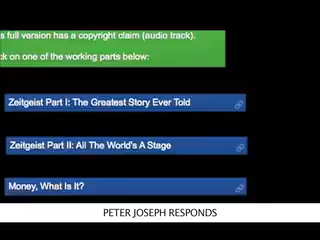 s full version has a copyright claim (audio track).
ck on one of the working parts below:
Zeitgeist Part I: The Greatest Story Ever Told
Zeitgeist Part II: All The World's A Stage
Money, What Is It?
PETER JOSEPH RESPONDS